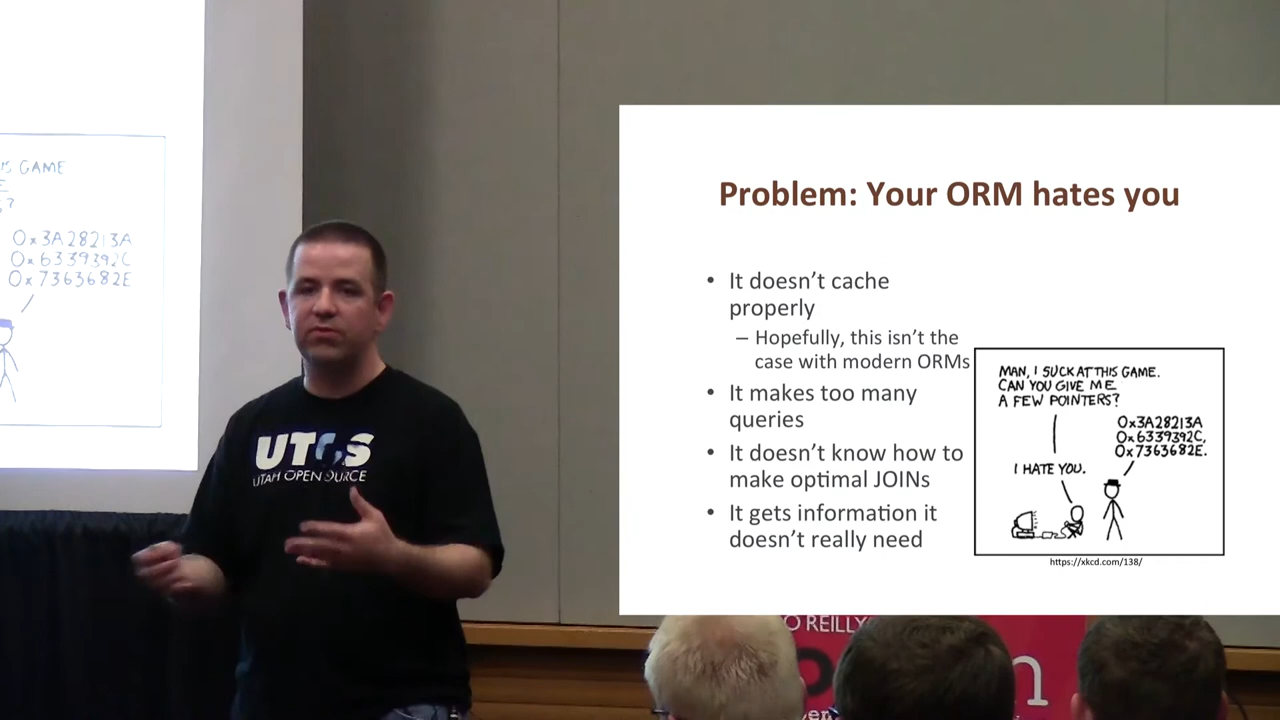 S GAME
0x3A28213A
0x6339392C
0x7363682E
UTOS
UTAH OPEN SOURCE
Problem: Your ORM hates you
• It doesn't cache
properly
– Hopefully, this isn't the
case with modern ORMs
• It makes too many
queries
• It doesn't know how to
make optimal JOINs
• It gets information it
doesn't really need
MAN, I SUCK AT THIS GAME.
CAN YOU GIVE ME
A FEW POINTERS?
0x3A28213A
0x6339392C,
0x7363682E.
I HATE YOU.
https://xkcd.com/138/
O REILLY